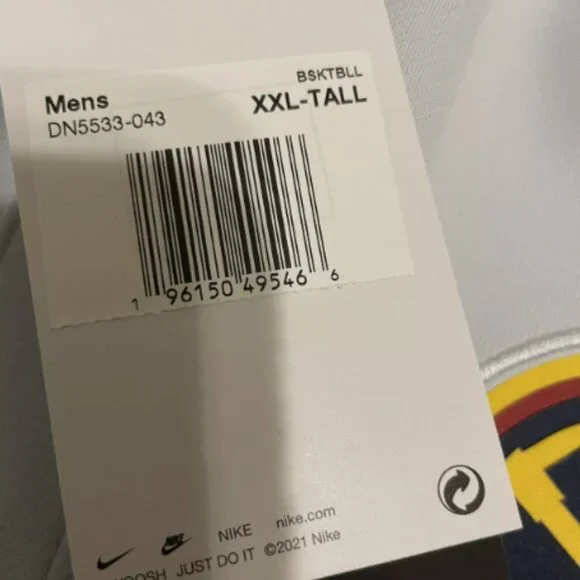 BSKTBLL
Mens XXL-TALL
DN5533-043
1 96150 49546 6
NIKE nike.com
JUST DO IT ©2021 Nike